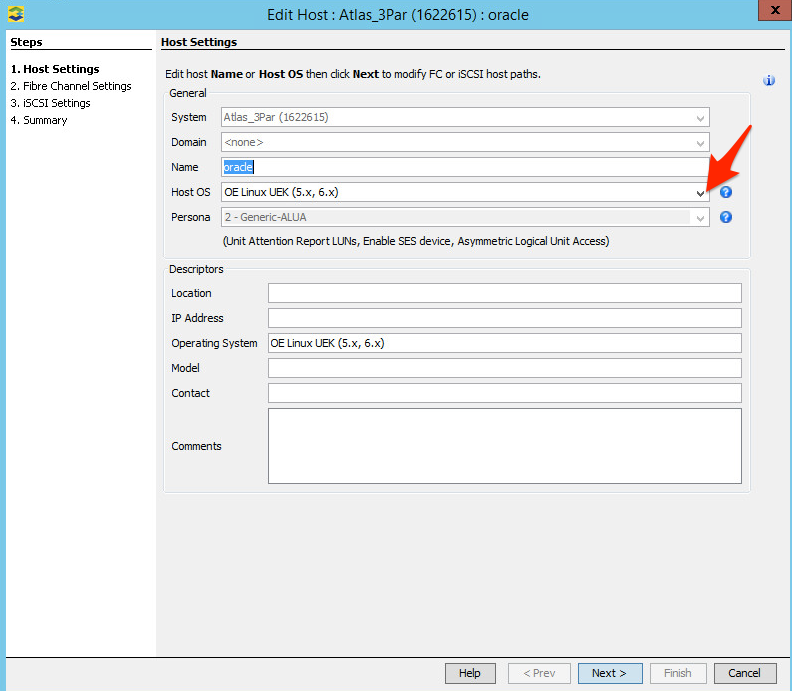 Edit Host : Atlas_3Par (1622615) : oracle
x
Steps
1. Host Settings
2. Fibre Channel Settings
3. iSCSI Settings
4. Summary
Host Settings
Edit host Name or Host OS then click Next to modify FC or iSCSI host paths.
General
System Atlas_3Par (1622615)
Domain <none>
Name oracle
Host OS OE Linux UEK (5.x, 6.x)
Persona 2 - Generic-ALUA
(Unit Attention Report LUNs, Enable SES device, Asymmetric Logical Unit Access)
Descriptors
Location
IP Address
Operating System OE Linux UEK (5.x, 6.x)
Model
Contact
Comments
Help < Prev Next > Finish Cancel